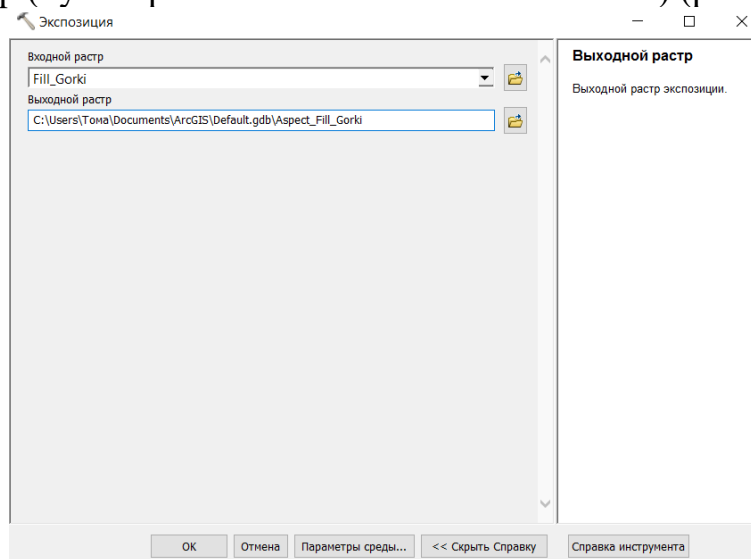 Экспозиция
Входной растр
Fill_Gorki
Выходной растр
C:\Users\Тома\Documents\ArcGIS\Default.gdb\Aspect_Fill_Gorki
Выходной растр
Выходной растр экспозиции.
OK
Отмена
Параметры среды...
<< Скрыть Справку
Справка инструмента